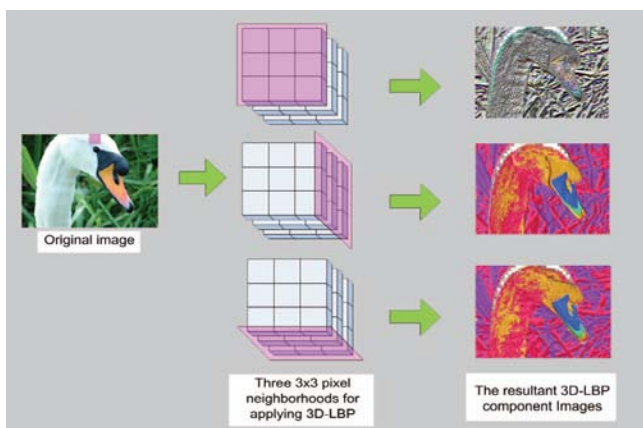 Original image
Three 3x3 pixel
neighborhoods for
applying 3D-LBP
The resultant 3D-LBP
component Images